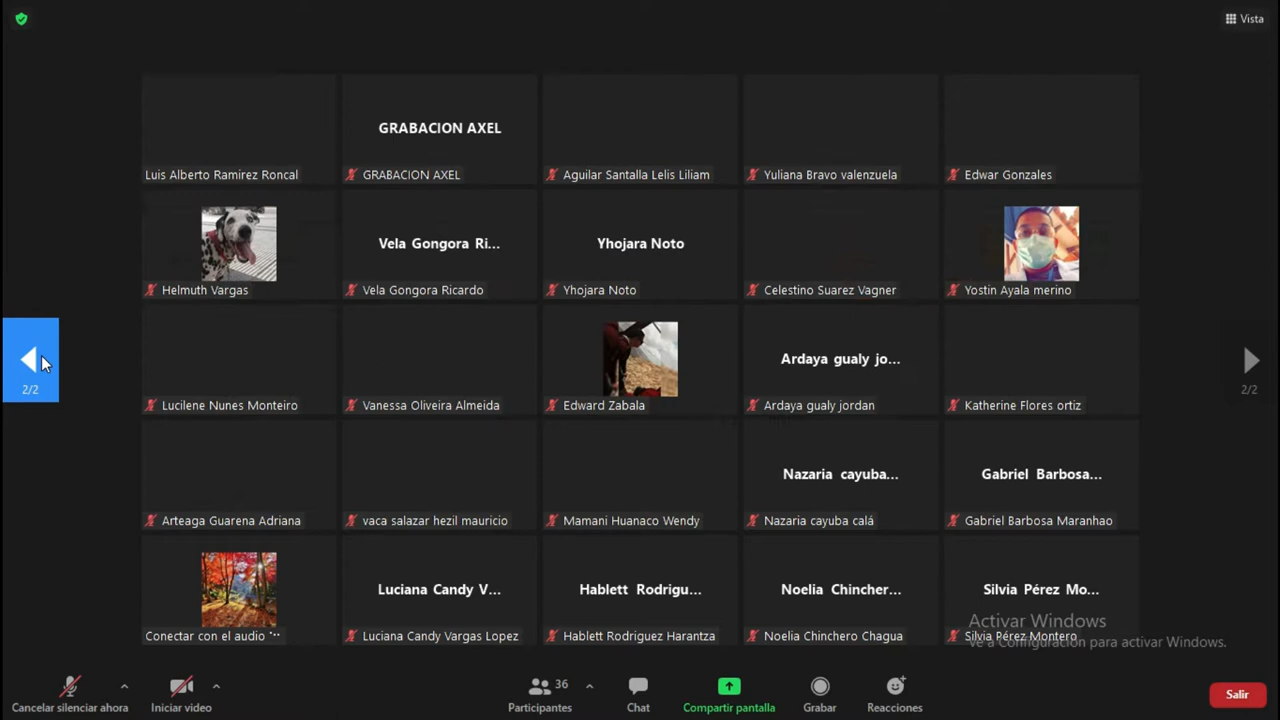 Vista
GRABACION AXEL
Luis Alberto Ramirez Roncal
GRABACION AXEL
Aguilar Santalla Lelis Liliam
Yuliana Bravo valenzuela
Edwar Gonzales
Vela Gongora Ri...
Yhojara Noto
Helmuth Vargas
Vela Gongora Ricardo
Yhojara Noto
Celestino Suarez Vagner
Yostin Ayala merino
Ardaya gualy jo...
2/2
2/2
Lucilene Nunes Monteiro
Vanessa Oliveira Almeida
Edward Zabala
Ardaya gualy jordan
Katherine Flores ortiz
Nazaria cayuba...
Gabriel Barbosa...
Arteaga Guarena Adriana
vaca salazar hezil mauricio
Mamani Huanaco Wendy
Nazaria cayuba calá
Gabriel Barbosa Maranhao
Luciana Candy V...
Hablett Rodrigu...
Noelia Chincher...
Silvia Pérez Mo...
Activar Windows
Conectar con el audio ...
Luciana Candy Vargas Lopez
Hablett Rodriguez Harantza
Noelia Chinchero Chagua
Silvia Pérez Montero
Ve a Configuración para activar Windows.
36
Cancelar silenciar ahora
Iniciar video
Participantes
Chat
Compartir pantalla
Grabar
Reacciones
Salir